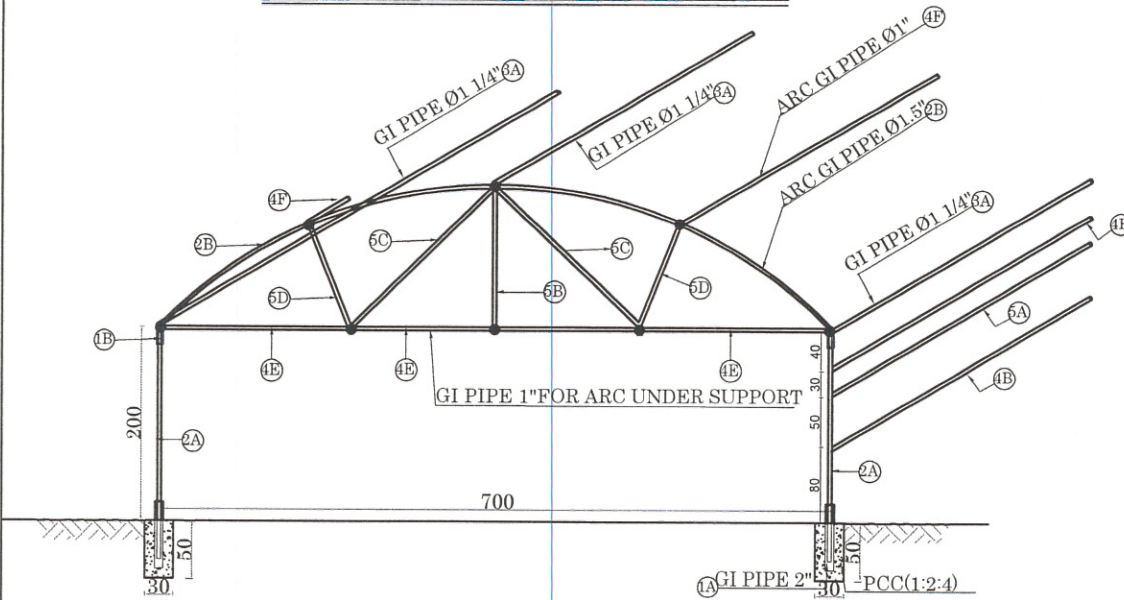 4F
ARC GI PIPE Ø1"
GI PIPE Ø1 1/4" 3A
GI PIPE Ø1 1/4" 3A
ARC GI PIPE Ø1.5" 2B
4F
2B
5C
5C
GI PIPE Ø1 1/4" 3A
5D
5B
5D
5A
1B
4E
4E
4E
40
4B
GI PIPE 1"FOR ARC UNDER SUPPORT
30
200
2A
50
2A
80
700
50
50
30
1A GI PIPE 2"
30
PCC(1:2:4)